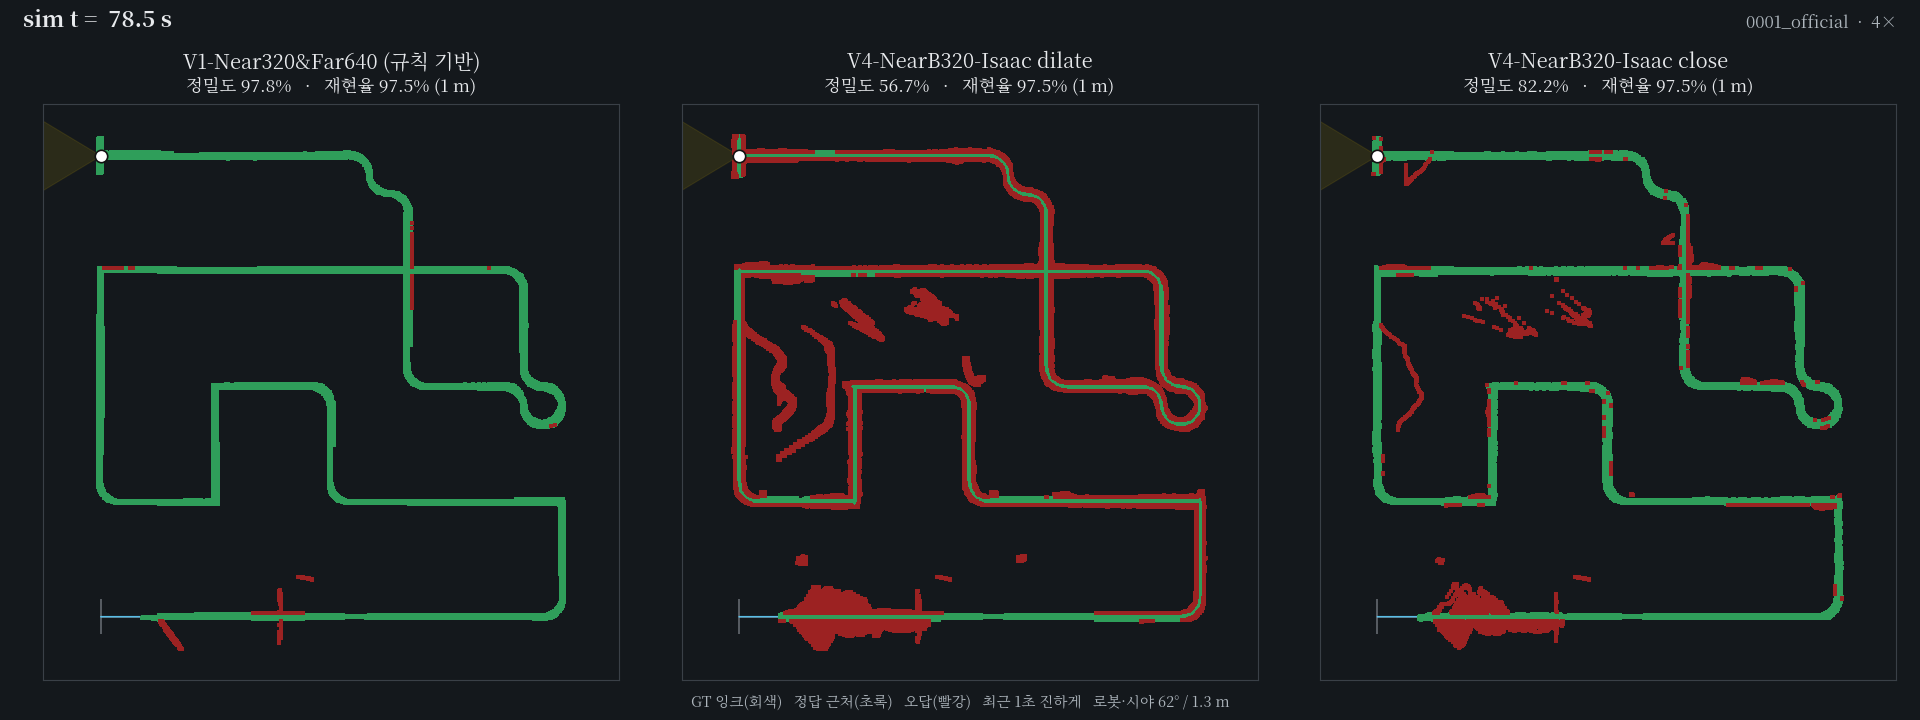 sim t = 78.5 s
0001_official · 4×
V1-Near320&Far640 (규칙 기반)
정밀도 97.8% · 재현율 97.5% (1 m)
V4-NearB320-Isaac dilate
정밀도 56.7% · 재현율 97.5% (1 m)
V4-NearB320-Isaac close
정밀도 82.2% · 재현율 97.5% (1 m)
GT 잉크(회색) 정답 근처(초록) 오답(빨강) 최근 1초 진하게 로봇·시야 62° / 1.3 m